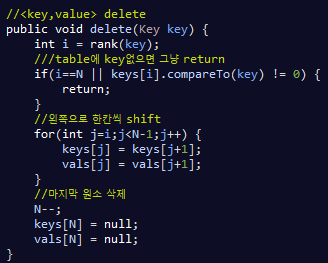 //<key,value> delete
public void delete(Key key) {
    int i = rank(key);
    ///table에 key없으면 그냥 return
    if(i==N || keys[i].compareTo(key) != 0) {
        return;
    }
    //왼쪽으로 한칸씩 shift
    for(int j=i;j<N-1;j++) {
        keys[j] = keys[j+1];
        vals[j] = vals[j+1];
    }
    //마지막 원소 삭제
    N--;
    keys[N] = null;
    vals[N] = null;
}